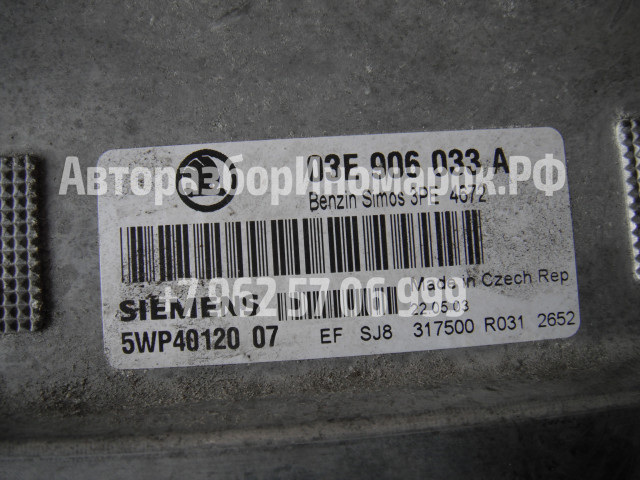 03E 906 033 A
АвторазборИномарок.РФ
Benzin Simos 3PE 4672
Made in Czech Rep
+7 962 57 06 999
SIEMENS
22.05.03
5WP40120 07 EF SJ8 317500 R031 2652